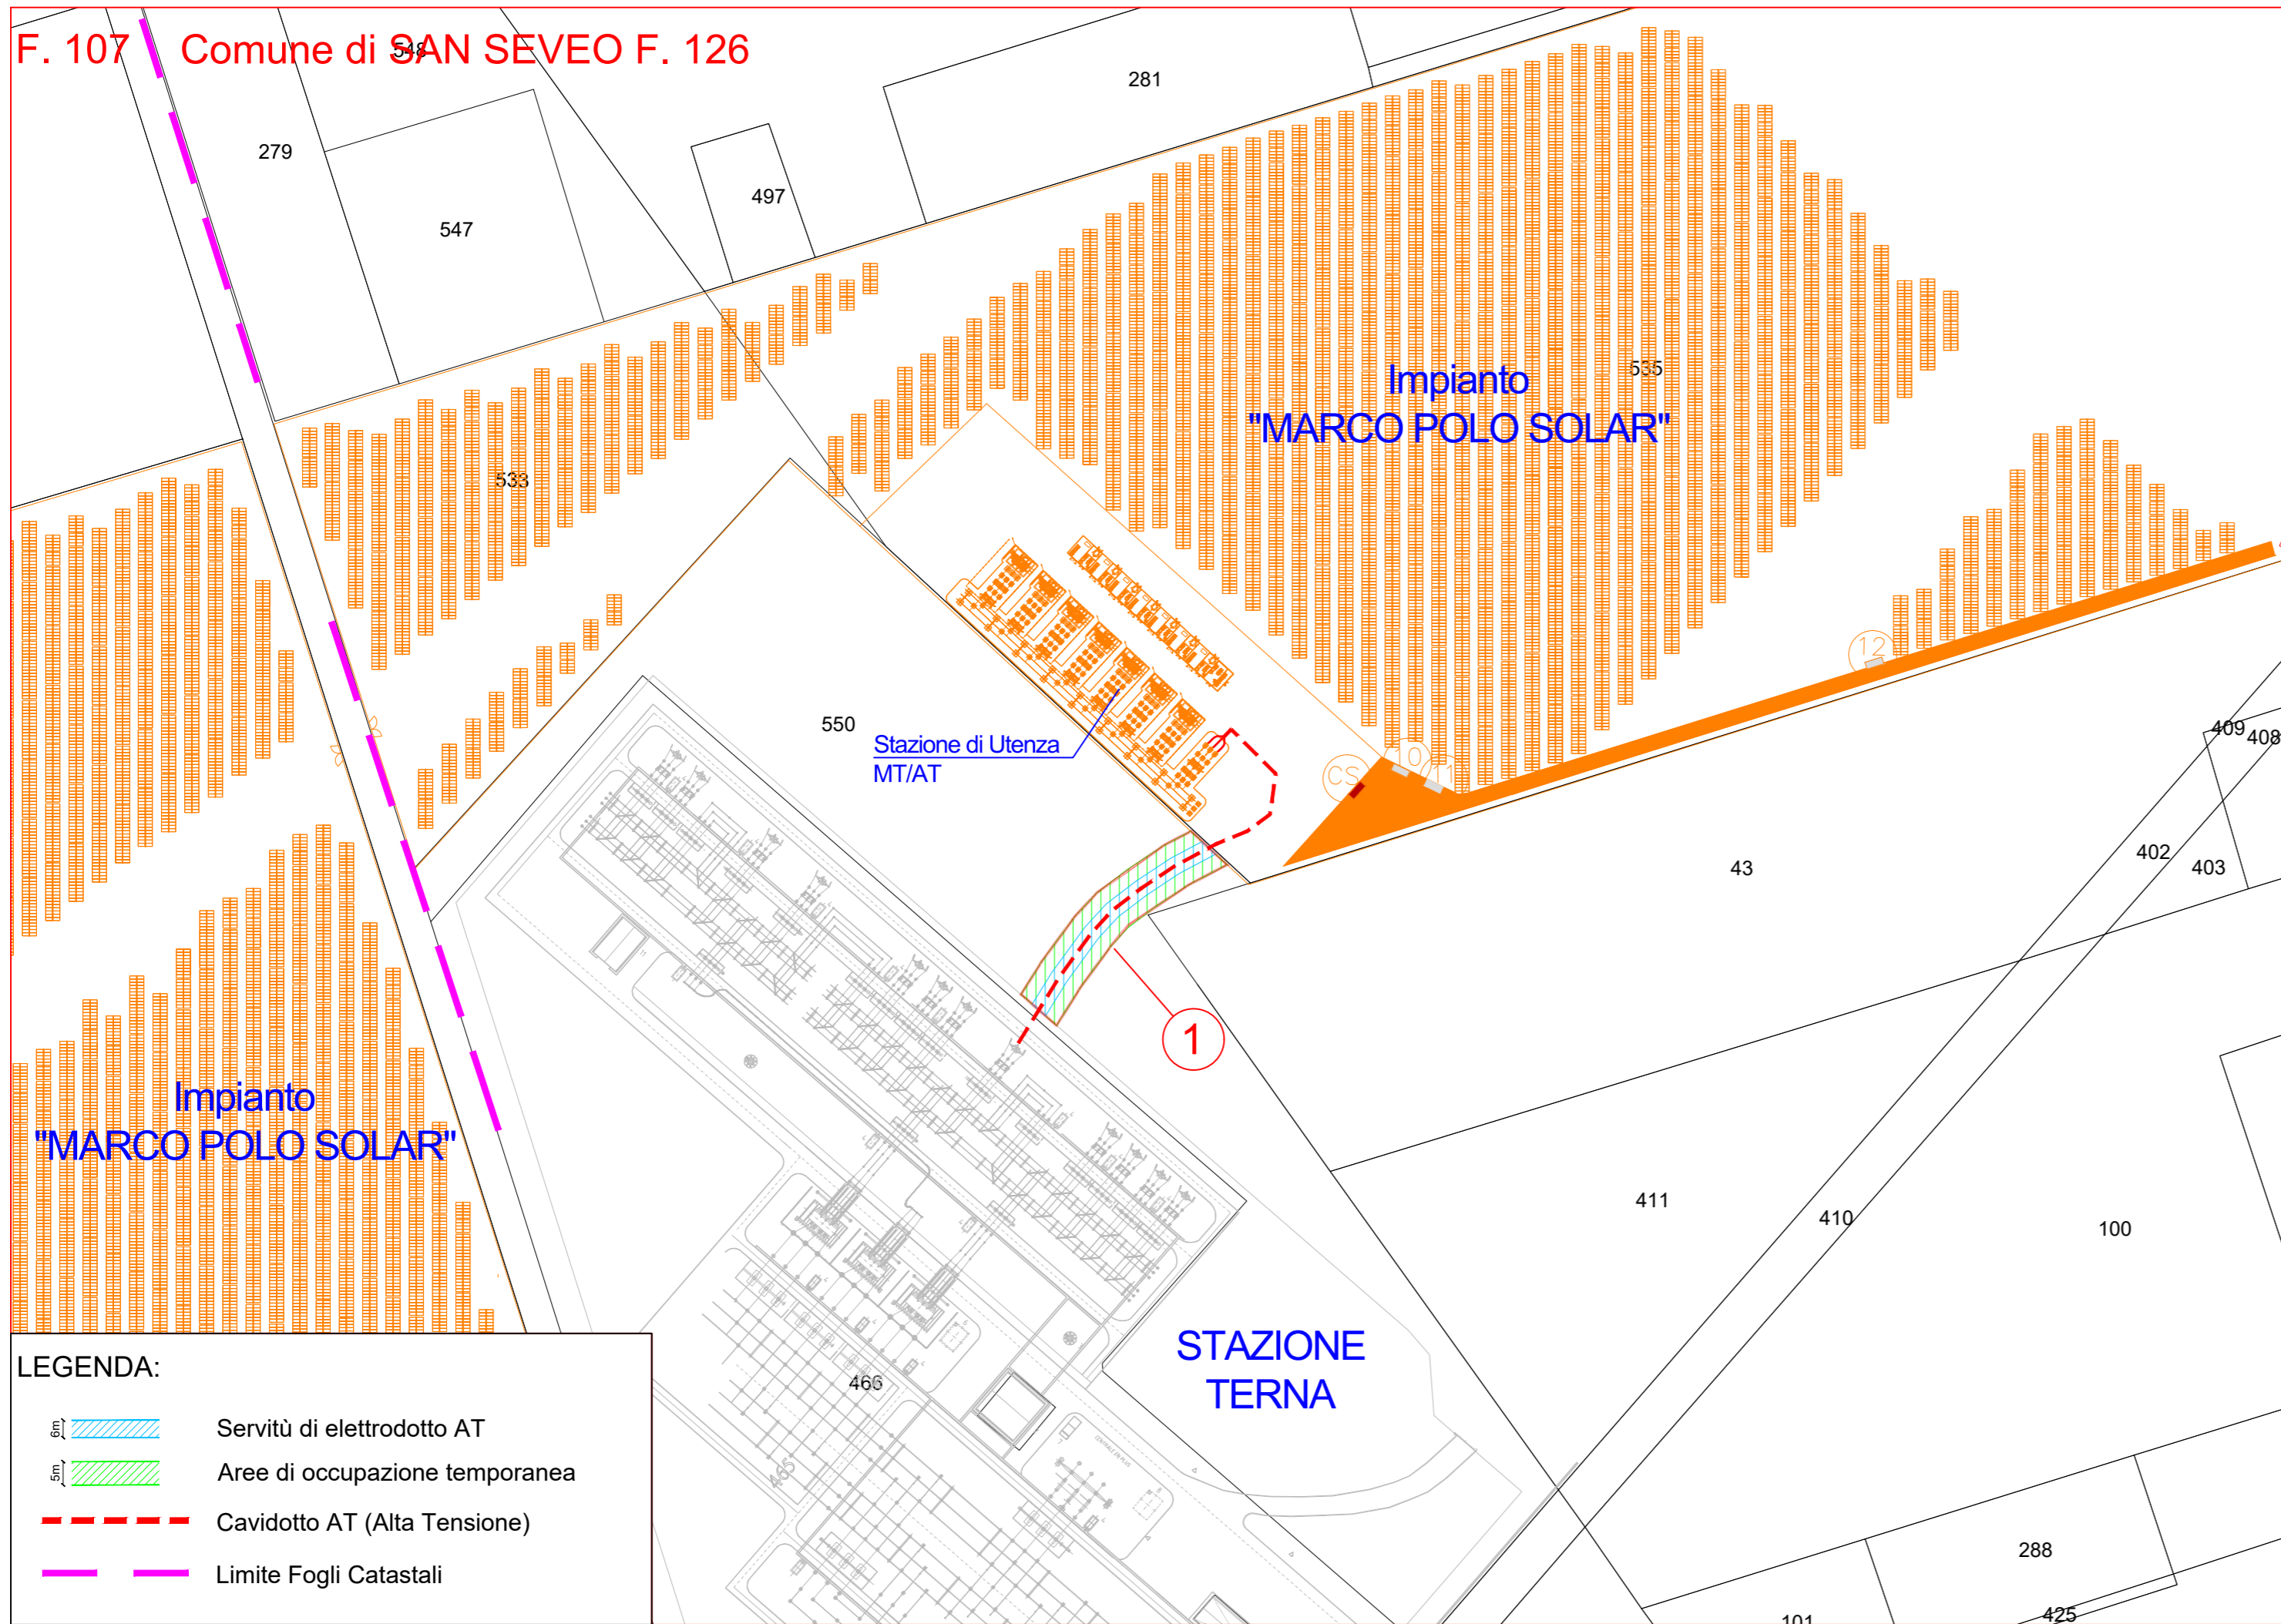 F. 107 Comune di SAN SEVEO F. 126
548
281
279
497
547
535
Impianto
"MARCO POLO SOLAR"
533
12
550
Stazione di Utenza
MT/AT
409
408
10
CS
11
43
402
403
1
Impianto
"MARCO POLO SOLAR"
411
410
100
STAZIONE
TERNA
466
465
288
425
101
LEGENDA:
6m
Servitù di elettrodotto AT
5m
Aree di occupazione temporanea
Cavidotto AT (Alta Tensione)
Limite Fogli Catastali